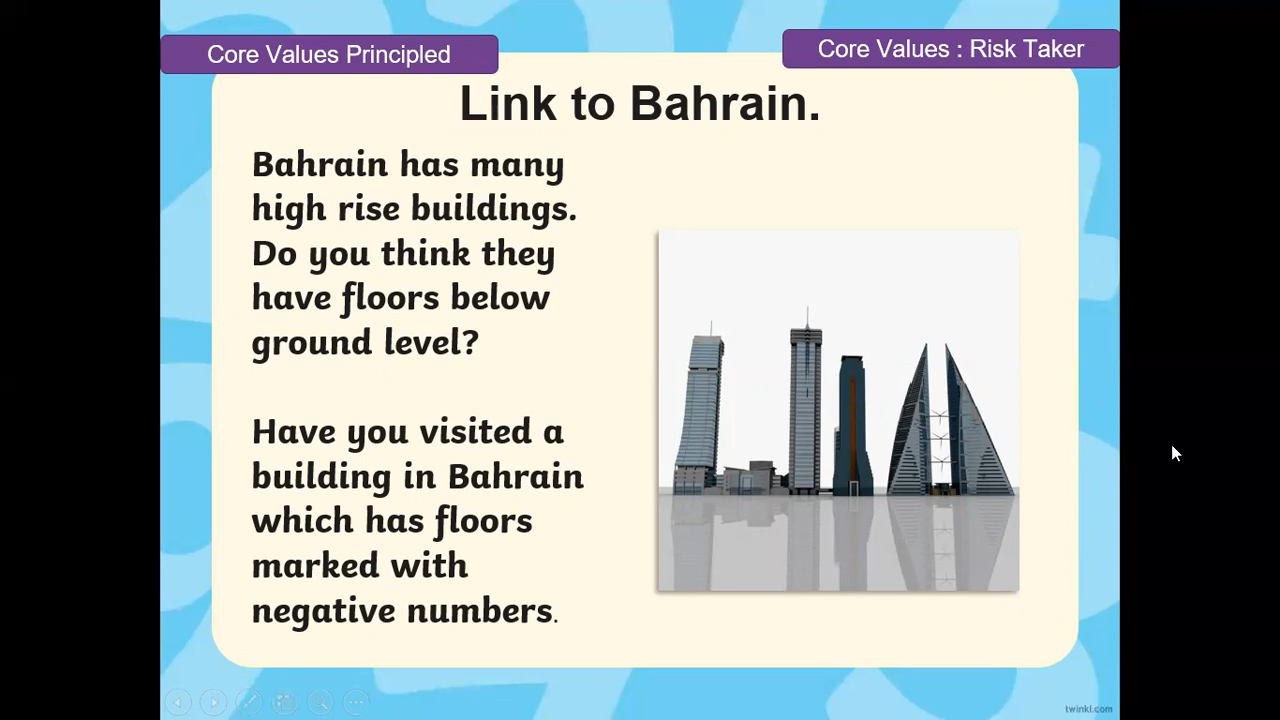 Core Values Principled
Core Values : Risk Taker
Link to Bahrain.
Bahrain has many
high rise buildings.
Do you think they
have floors below
ground level?
Have you visited a
building in Bahrain
which has floors
marked with
negative numbers.
twinkl.com